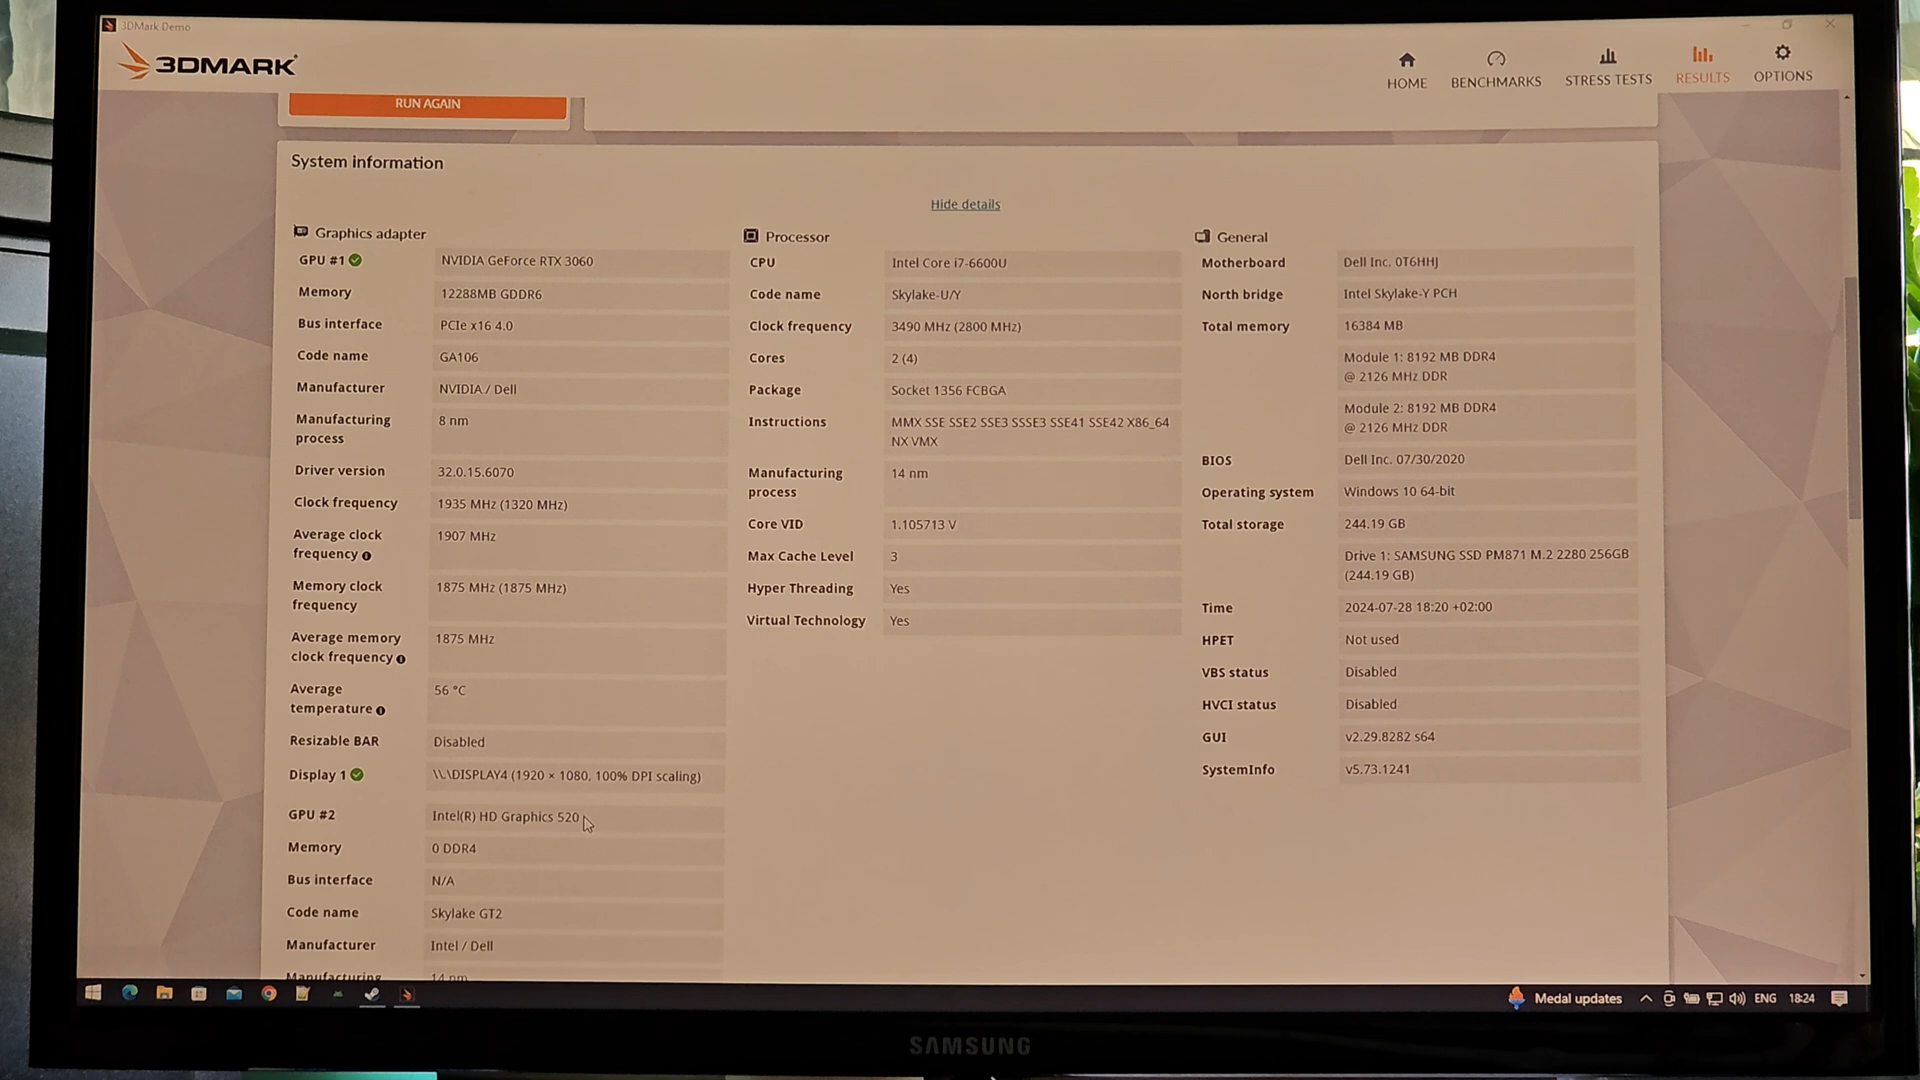 3DMark Demo
3DMARK
HOME
BENCHMARKS
STRESS TESTS
RESULTS
OPTIONS
RUN AGAIN
System information
Hide details
Graphics adapter
GPU #1 NVIDIA GeForce RTX 3060
Memory 12288MB GDDR6
Bus interface PCIe x16 4.0
Code name GA106
Manufacturer NVIDIA / Dell
Manufacturing 8 nm
process
Driver version 32.0.15.6070
Clock frequency 1935 MHz (1320 MHz)
Average clock 1907 MHz
frequency
Memory clock 1875 MHz (1875 MHz)
frequency
Average memory 1875 MHz
clock frequency
Average 56 °C
temperature
Resizable BAR Disabled
Display 1 \\.\DISPLAY4 (1920 × 1080, 100% DPI scaling)
GPU #2 Intel(R) HD Graphics 520
Memory 0 DDR4
Bus interface N/A
Code name Skylake GT2
Manufacturer Intel / Dell
Manufacturing 14 nm
Processor
CPU Intel Core i7-6600U
Code name Skylake-U/Y
Clock frequency 3490 MHz (2800 MHz)
Cores 2 (4)
Package Socket 1356 FCBGA
Instructions MMX SSE SSE2 SSE3 SSSE3 SSE41 SSE42 X86_64
NX VMX
Manufacturing 14 nm
process
Core VID 1.105713 V
Max Cache Level 3
Hyper Threading Yes
Virtual Technology Yes
General
Motherboard Dell Inc. 0T6HHJ
North bridge Intel Skylake-Y PCH
Total memory 16384 MB
Module 1: 8192 MB DDR4
@ 2126 MHz DDR
Module 2: 8192 MB DDR4
@ 2126 MHz DDR
BIOS Dell Inc. 07/30/2020
Operating system Windows 10 64-bit
Total storage 244.19 GB
Drive 1: SAMSUNG SSD PM871 M.2 2280 256GB
(244.19 GB)
Time 2024-07-28 18:20 +02:00
HPET Not used
VBS status Disabled
HVCI status Disabled
GUI v2.29.8282 s64
SystemInfo v5.73.1241
Medal updates ENG 18:24
SAMSUNG